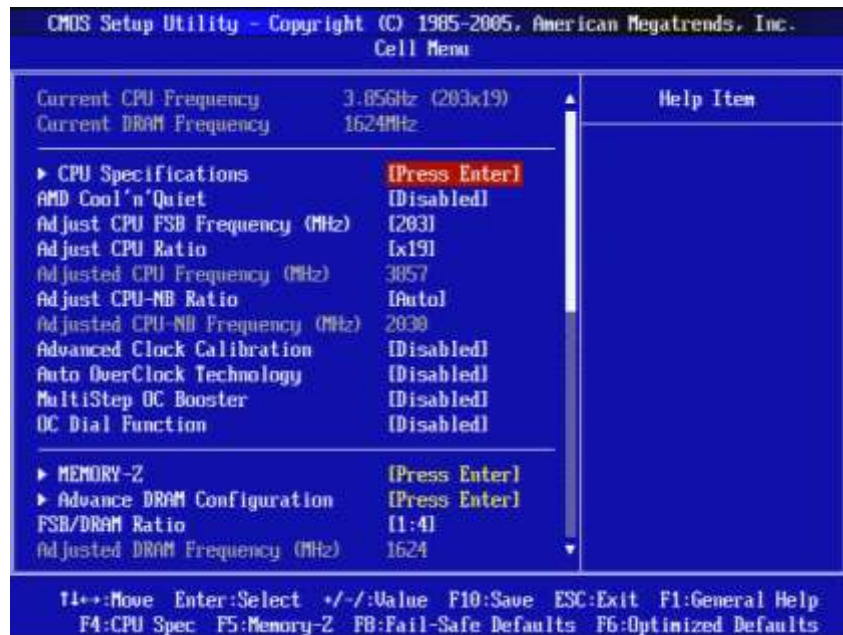 CMOS Setup Utility - Copyright (C) 1985-2005, American Megatrends, Inc.
Cell Menu
Current CPU Frequency 3.85GHz (203x19)
Current DRAM Frequency 1624MHz
Help Item
▶ CPU Specifications [Press Enter]
AMD Cool'n'Quiet [Disabled]
Adjust CPU FSB Frequency (MHz) [203]
Adjust CPU Ratio [x19]
Adjusted CPU Frequency (MHz) 3857
Adjust CPU-NB Ratio [Auto]
Adjusted CPU-NB Frequency (MHz) 2030
Advanced Clock Calibration [Disabled]
Auto OverClock Technology [Disabled]
MultiStep OC Booster [Disabled]
OC Dial Function [Disabled]
▶ MEMORY-Z [Press Enter]
▶ Advance DRAM Configuration [Press Enter]
FSB/DRAM Ratio [1:4]
Adjusted DRAM Frequency (MHz) 1624
↑↓←→:Move Enter:Select +/-/:Value F10:Save ESC:Exit F1:General Help
F4:CPU Spec F5:Memory-Z F8:Fail-Safe Defaults F6:Optimized Defaults